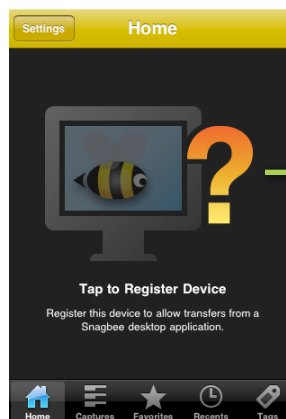 Settings Home
?
Tap to Register Device
Register this device to allow transfers from a
Snagbee desktop application.
Home Captures Favorites Recents Tags